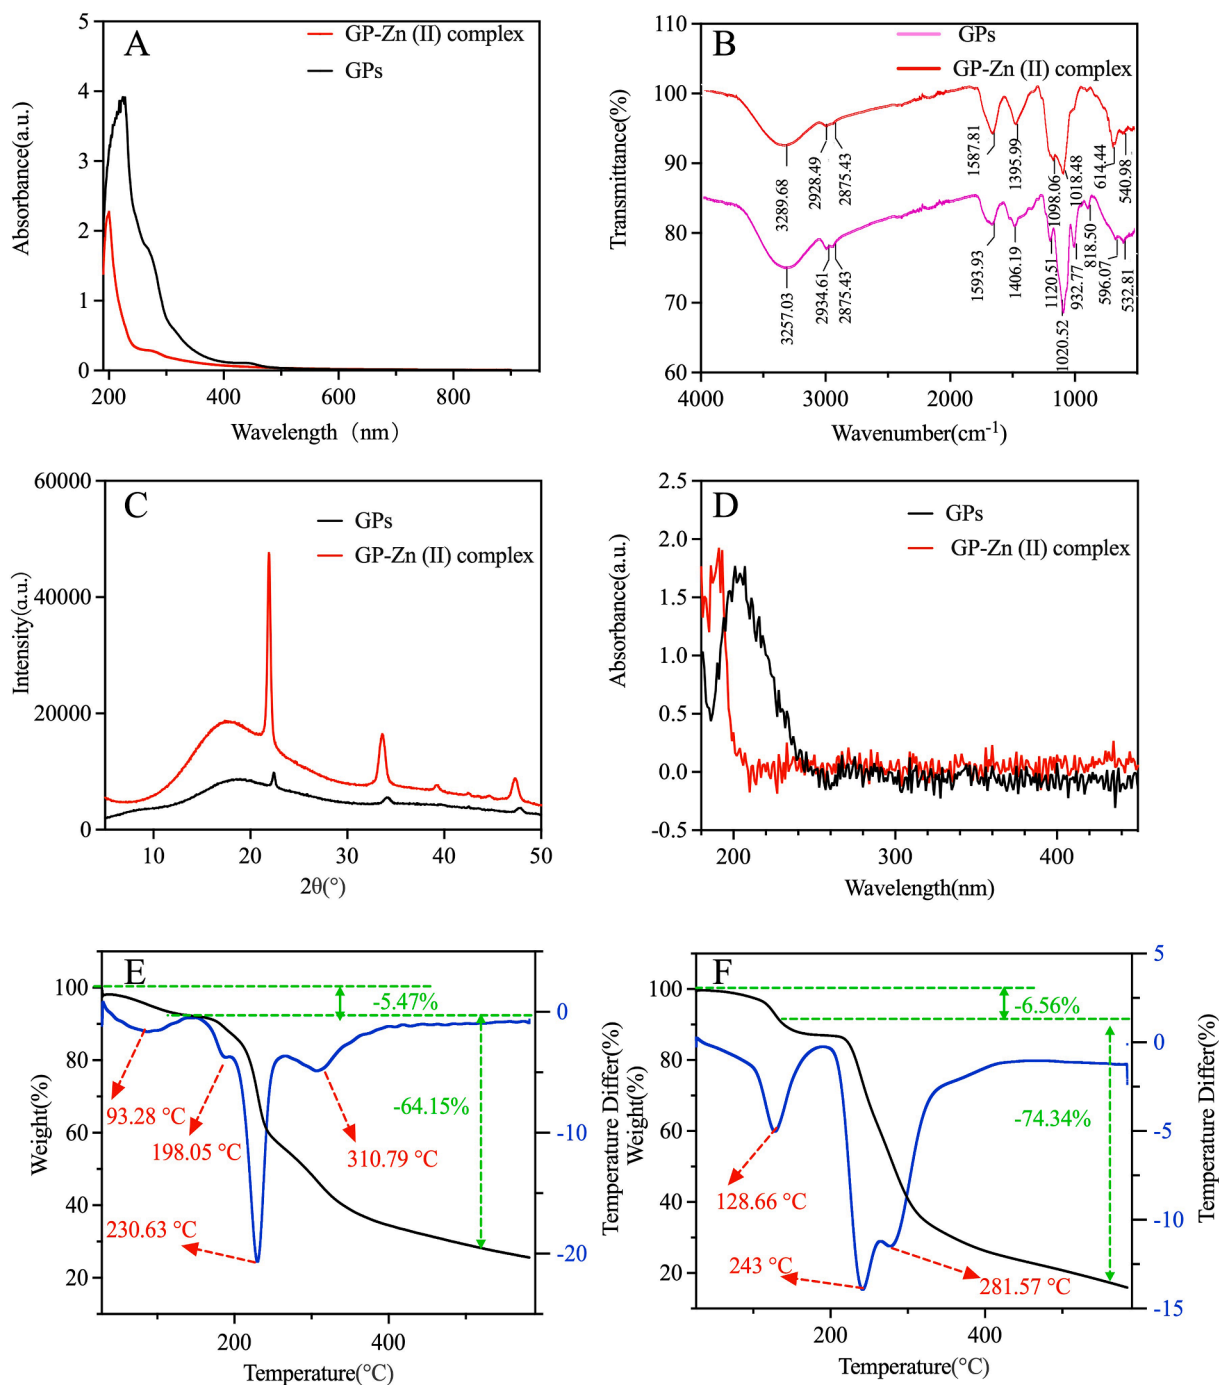 A
GP-Zn (II) complex
GPs
Absorbance(a.u.)
5
4
3
2
1
0
200
400
600
800
Wavelength（nm）
B
GPs
GP-Zn (II) complex
Transmittance(%)
110
100
90
80
70
60
3289.68
2928.49
2875.43
1587.81
1395.99
1098.06
1018.48
614.44
540.98
3257.03
2934.61
2875.43
1593.93
1406.19
1120.51
1020.52
932.77
818.50
596.07
532.81
4000
3000
2000
1000
Wavenumber(cm-1)
C
GPs
GP-Zn (II) complex
Intensity(a.u.)
60000
40000
20000
0
10
20
30
40
50
2θ(°)
D
GPs
GP-Zn (II) complex
Absorbance(a.u.)
2.5
2.0
1.5
1.0
0.5
0.0
-0.5
200
300
400
Wavelength(nm)
E
Weight(%)
100
80
60
40
20
-5.47%
-64.15%
93.28 °C
198.05 °C
310.79 °C
230.63 °C
0
-10
-20
Temperature Differ(%)
200
400
Temperature(°C)
F
Weight(%)
100
80
60
40
20
-6.56%
-74.34%
128.66 °C
243 °C
281.57 °C
5
0
-5
-10
-15
Temperature Differ(%)
200
400
Temperature(°C)